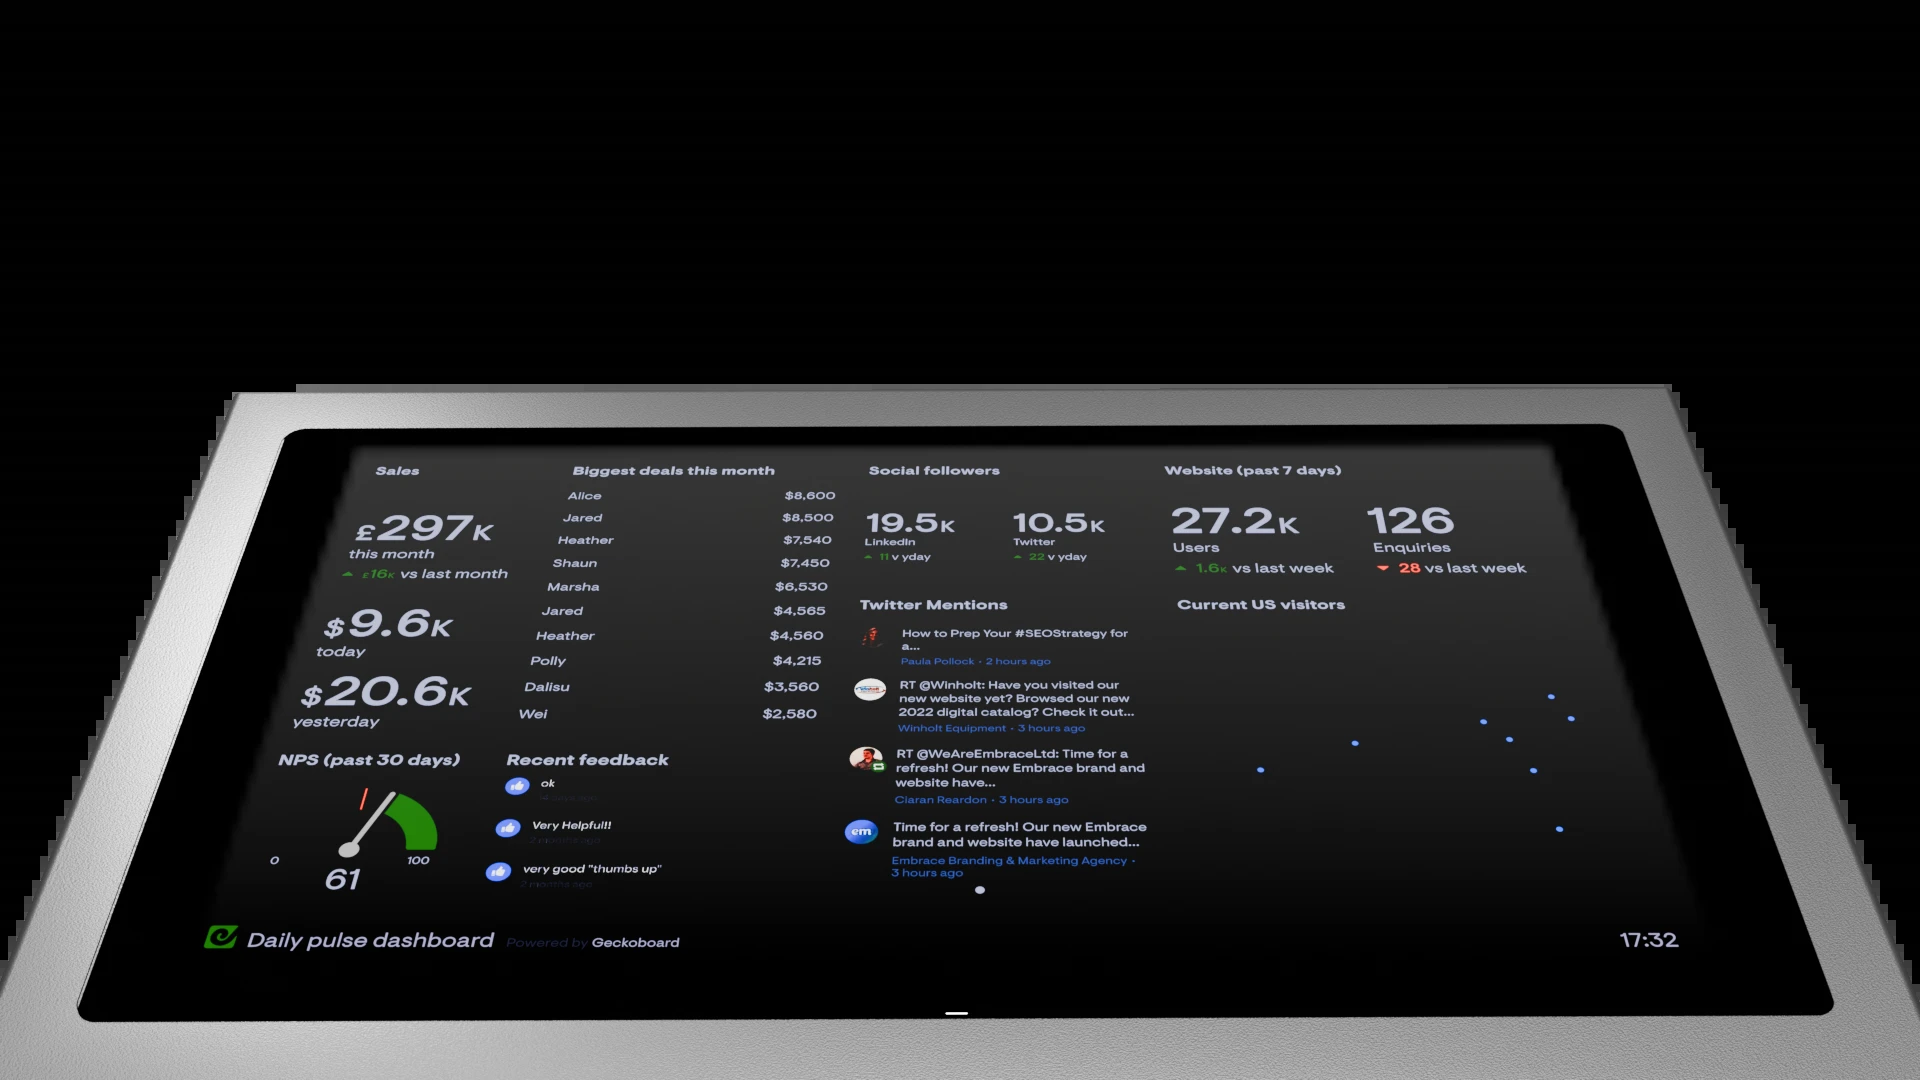 Sales
£297K
this month
£16K vs last month
$9.6K
today
$20.6K
yesterday
Biggest deals this month
Alice $8,600
Jared $8,500
Heather $7,540
Shaun $7,450
Marsha $6,530
Jared $4,565
Heather $4,560
Polly $4,215
Dalisu $3,560
Wei $2,580
Social followers
19.5K
LinkedIn
11 v yday
10.5K
Twitter
22 v yday
Website (past 7 days)
27.2K
Users
1.6K vs last week
126
Enquiries
28 vs last week
Twitter Mentions
How to Prep Your #SEOStrategy for
a...
Paula Pollock · 2 hours ago
RT @Winholt: Have you visited our
new website yet? Browsed our new
2022 digital catalog? Check it out...
Winholt Equipment · 3 hours ago
RT @WeAreEmbraceLtd: Time for a
refresh! Our new Embrace brand and
website have...
Ciaran Reardon · 3 hours ago
em
Time for a refresh! Our new Embrace
brand and website have launched...
Embrace Branding & Marketing Agency ·
3 hours ago
Current US visitors
NPS (past 30 days)
0
100
61
Recent feedback
ok
Very Helpful!!
2 months ago
very good "thumbs up"
2 months ago
Daily pulse dashboard Powered by Geckoboard
17:32